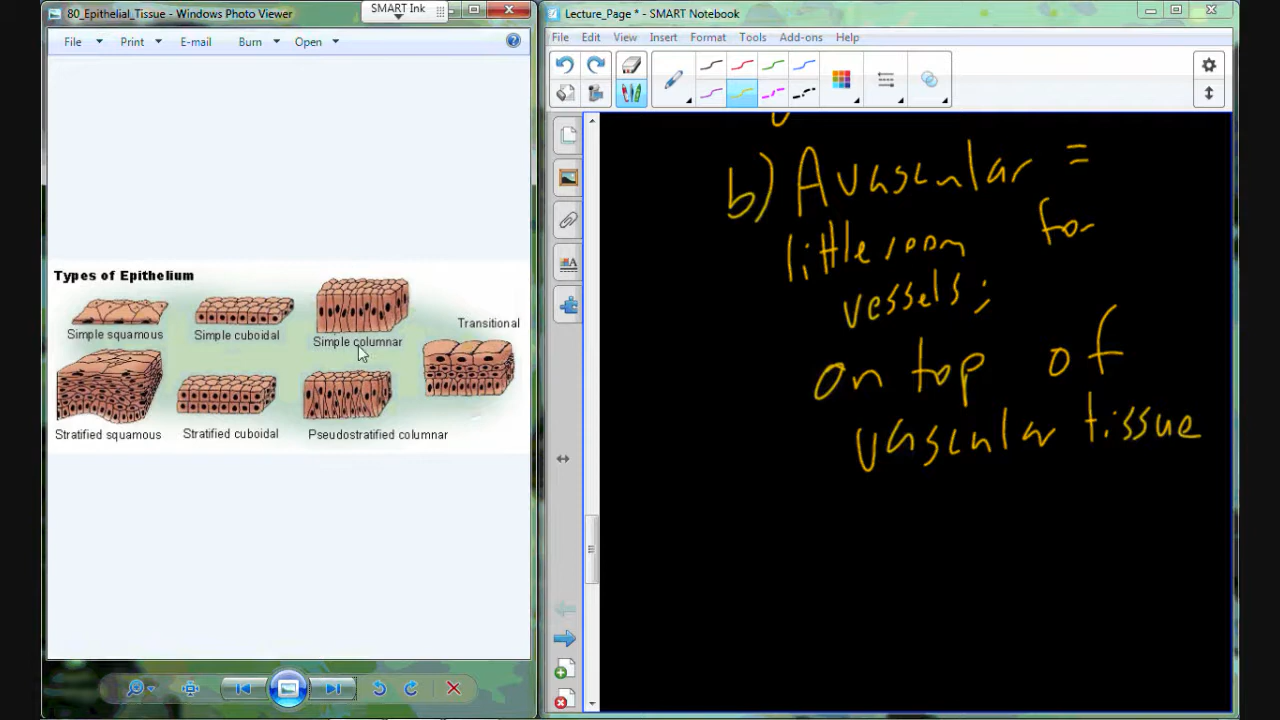 80_Epithelial_Tissue - Windows Photo Viewer
SMART Ink
File Print E-mail Burn Open
Types of Epithelium
Simple squamous
Simple cuboidal
Simple columnar
Transitional
Stratified squamous
Stratified cuboidal
Pseudostratified columnar
Lecture_Page * - SMART Notebook
File Edit View Insert Format Tools Add-ons Help
b) Avascular =
little room for
vessels;
on top of
vascular tissue